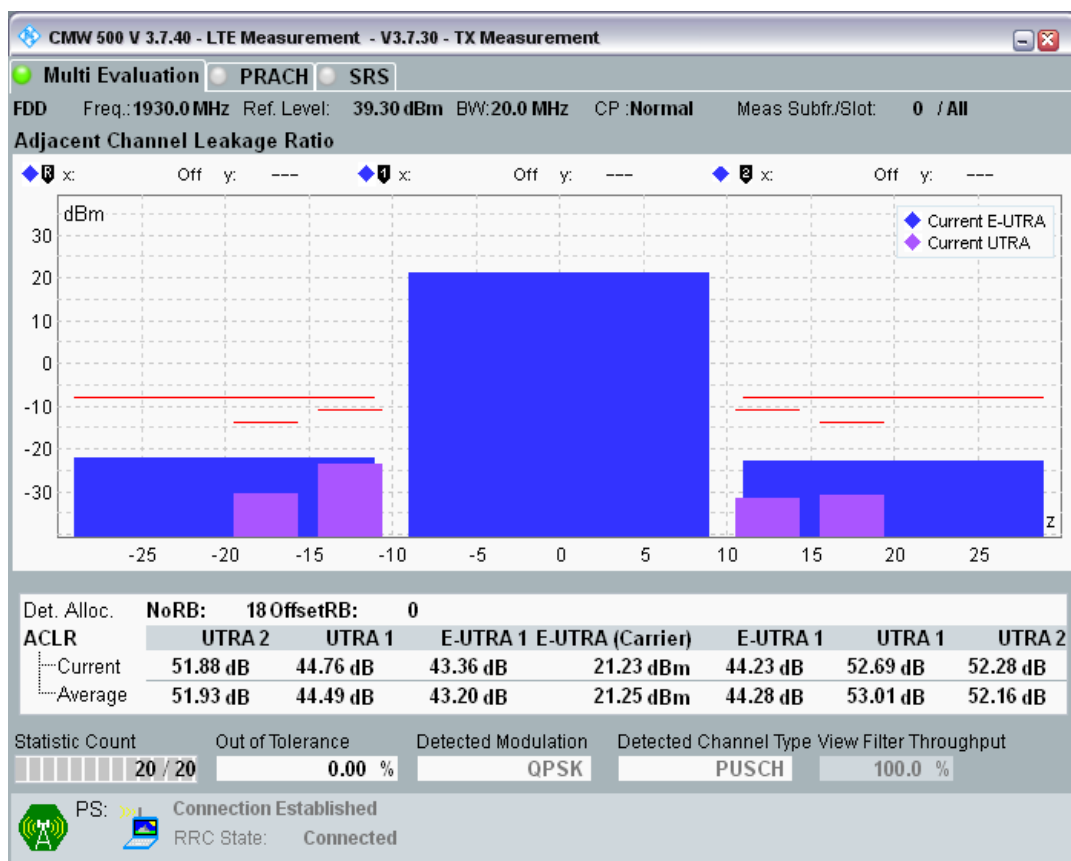 CMW 500 V 3.7.40 - LTE Measurement - V3.7.30 - TX Measurement
Multi Evaluation PRACH SRS
FDD Freq.: 1930.0 MHz Ref. Level: 39.30 dBm BW: 20.0 MHz CP : Normal Meas Subfr./Slot: 0 / All
Adjacent Channel Leakage Ratio
R x: Off y: --- 1 x: Off y: --- 2 x: Off y: ---
dBm
Current E-UTRA
Current UTRA
30
20
10
0
-10
-20
-30
z
-25 -20 -15 -10 -5 0 5 10 15 20 25
Det. Alloc. NoRB: 18 OffsetRB: 0
ACLR UTRA 2 UTRA 1 E-UTRA 1 E-UTRA (Carrier) E-UTRA 1 UTRA 1 UTRA 2
Current 51.88 dB 44.76 dB 43.36 dB 21.23 dBm 44.23 dB 52.69 dB 52.28 dB
Average 51.93 dB 44.49 dB 43.20 dB 21.25 dBm 44.28 dB 53.01 dB 52.16 dB
Statistic Count Out of Tolerance Detected Modulation Detected Channel Type View Filter Throughput
20 / 20 0.00 % QPSK PUSCH 100.0 %
PS: Connection Established
RRC State: Connected